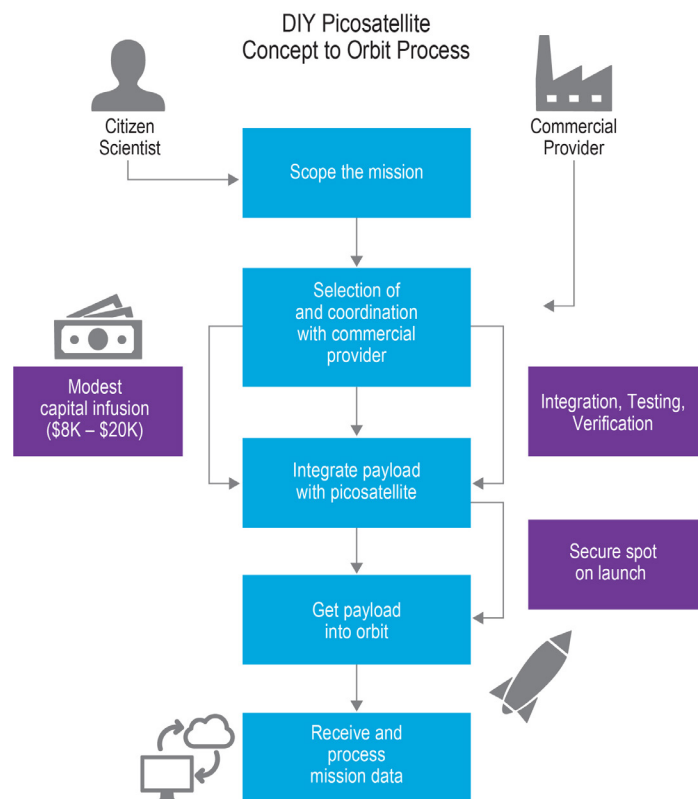 DIY Picosatellite
Concept to Orbit Process
Citizen
Scientist
Commercial
Provider
Scope the mission
Selection of
and coordination
with commercial
provider
Modest
capital infusion
($8K – $20K)
Integration, Testing,
Verification
Integrate payload
with picosatellite
Secure spot
on launch
Get payload
into orbit
Receive and
process
mission data